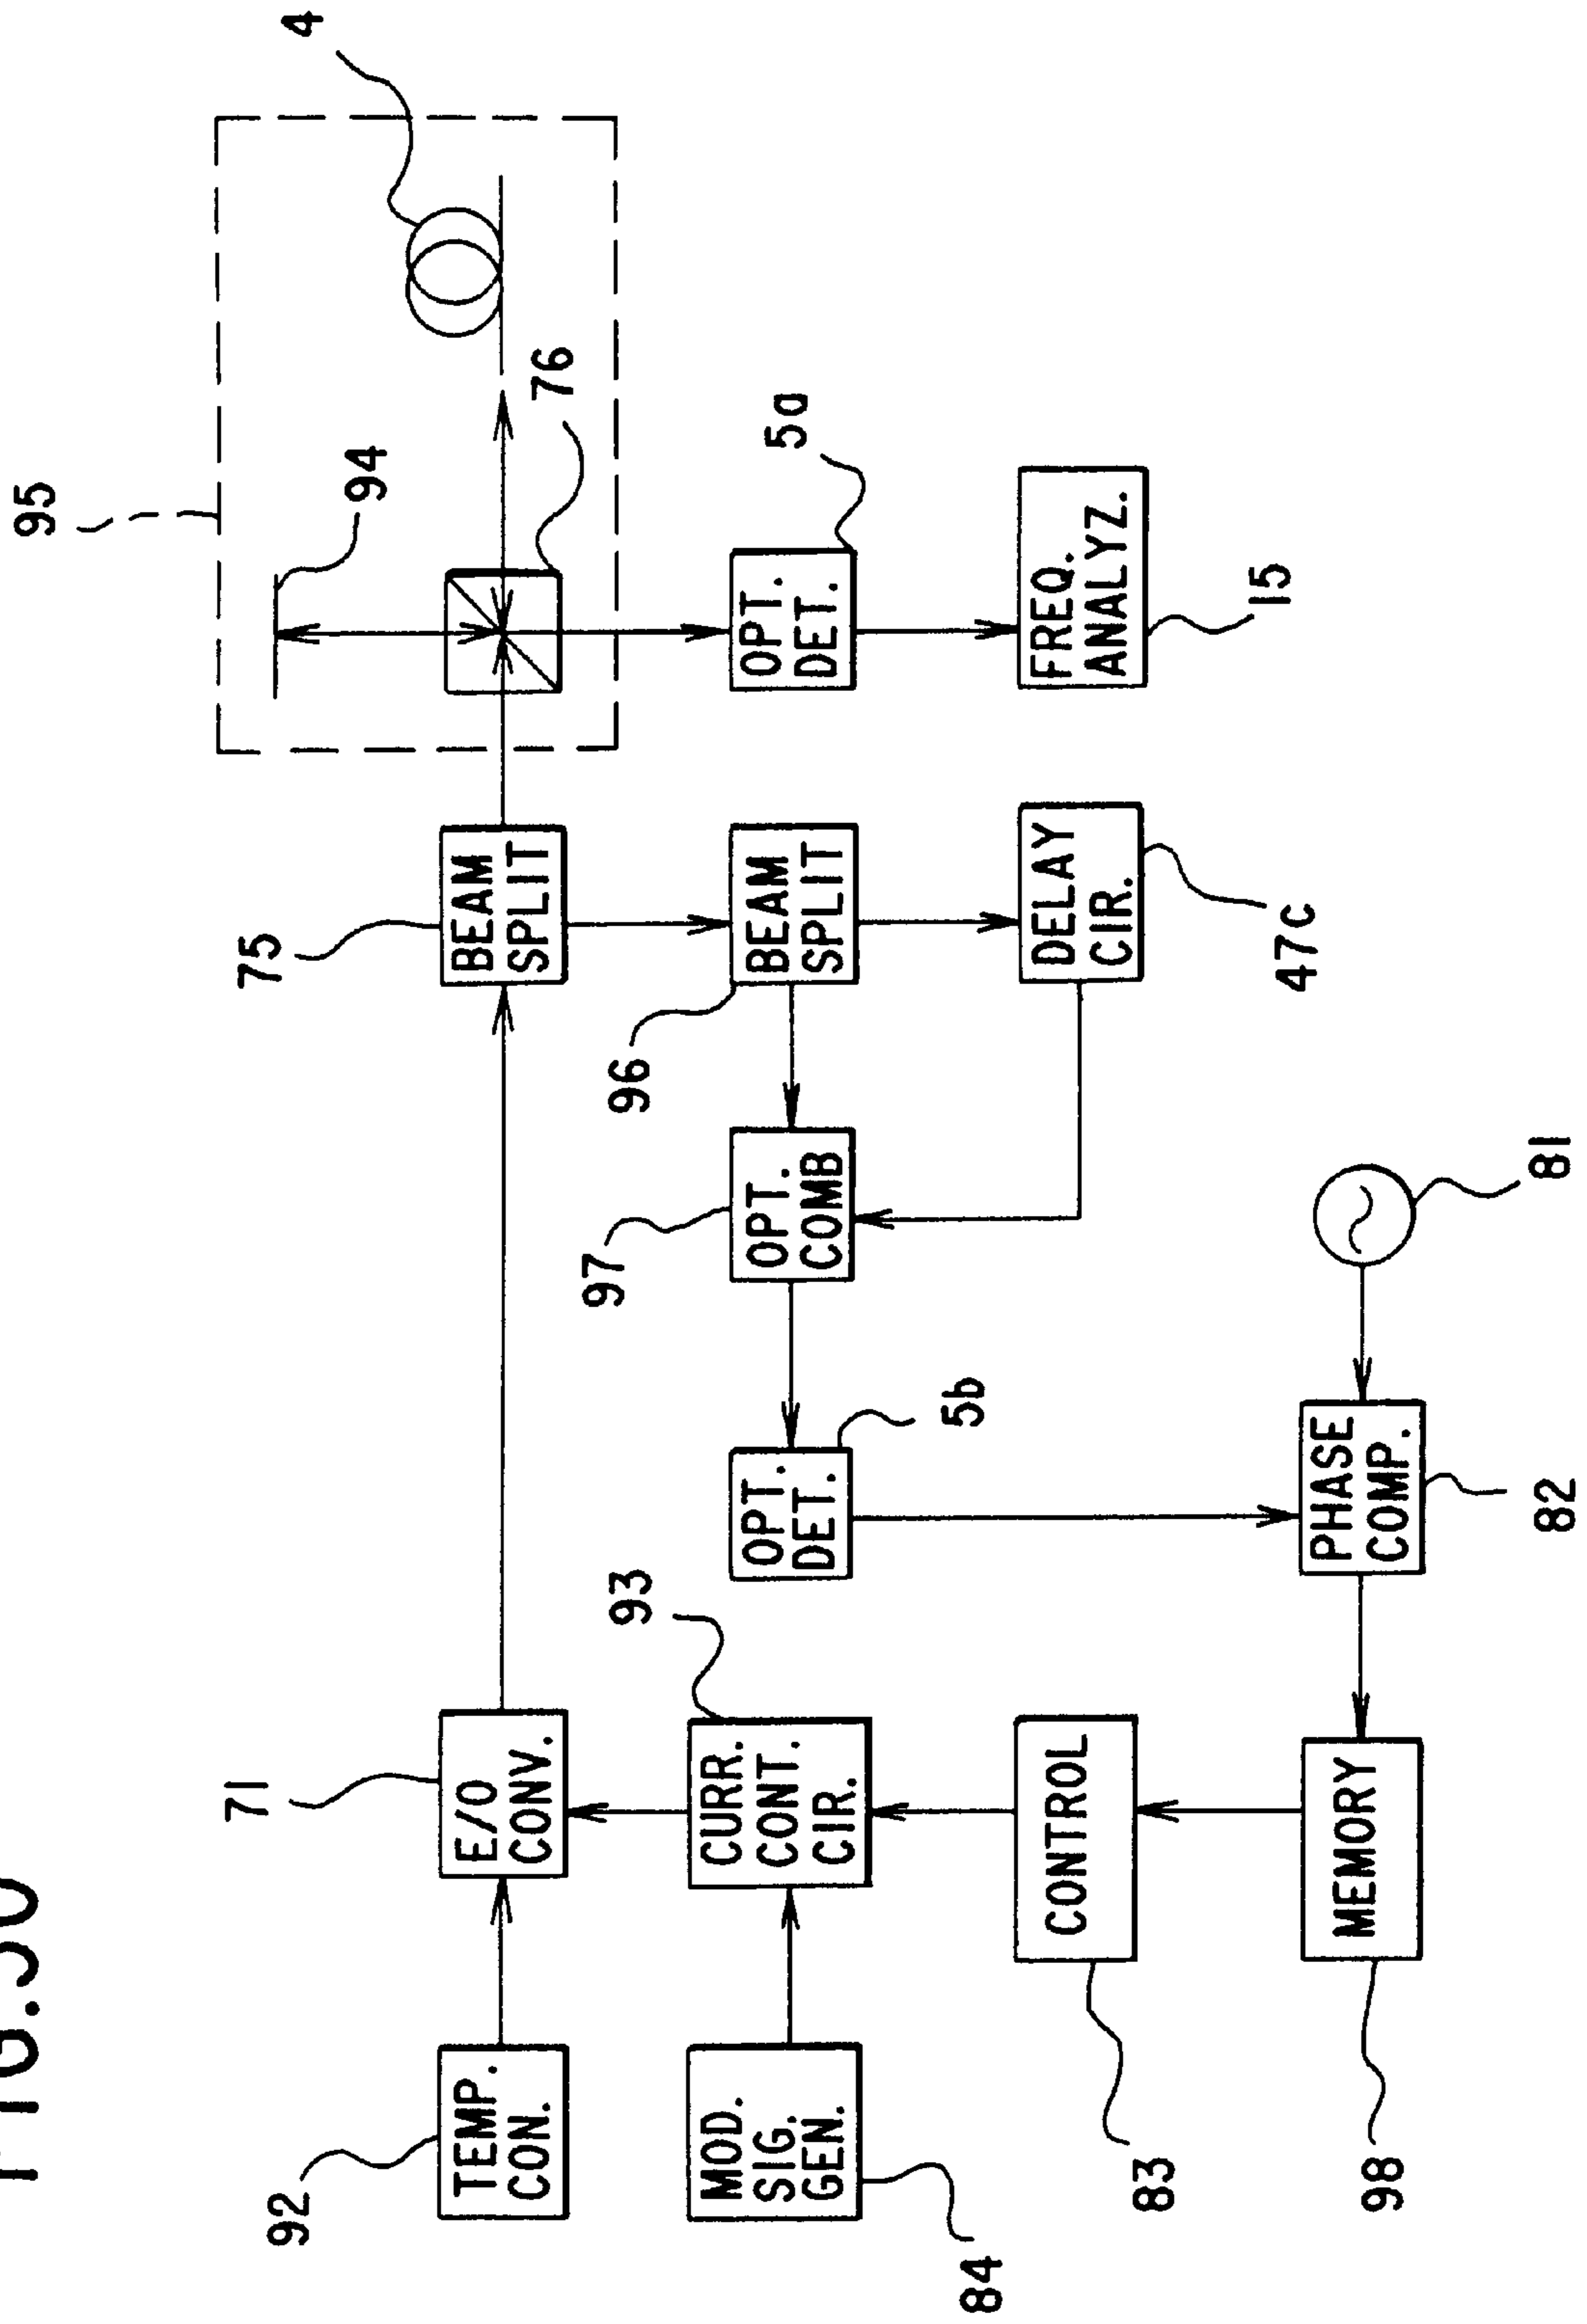 FIG.30
92
TEMP.
CON.
71
E/O
CONV.
75
BEAM
SPLIT
95
94
76
4
84
MOD.
SIG.
GEN.
93
CURR.
CONT.
CIR.
5b
OPT.
DET.
97
OPT.
COMB
96
BEAM
SPLIT
5a
OPT.
DET.
83
CONTROL
47c
DELAY
CIR.
15
FREQ.
ANALYZ.
98
MEMORY
82
PHASE
COMP.
81